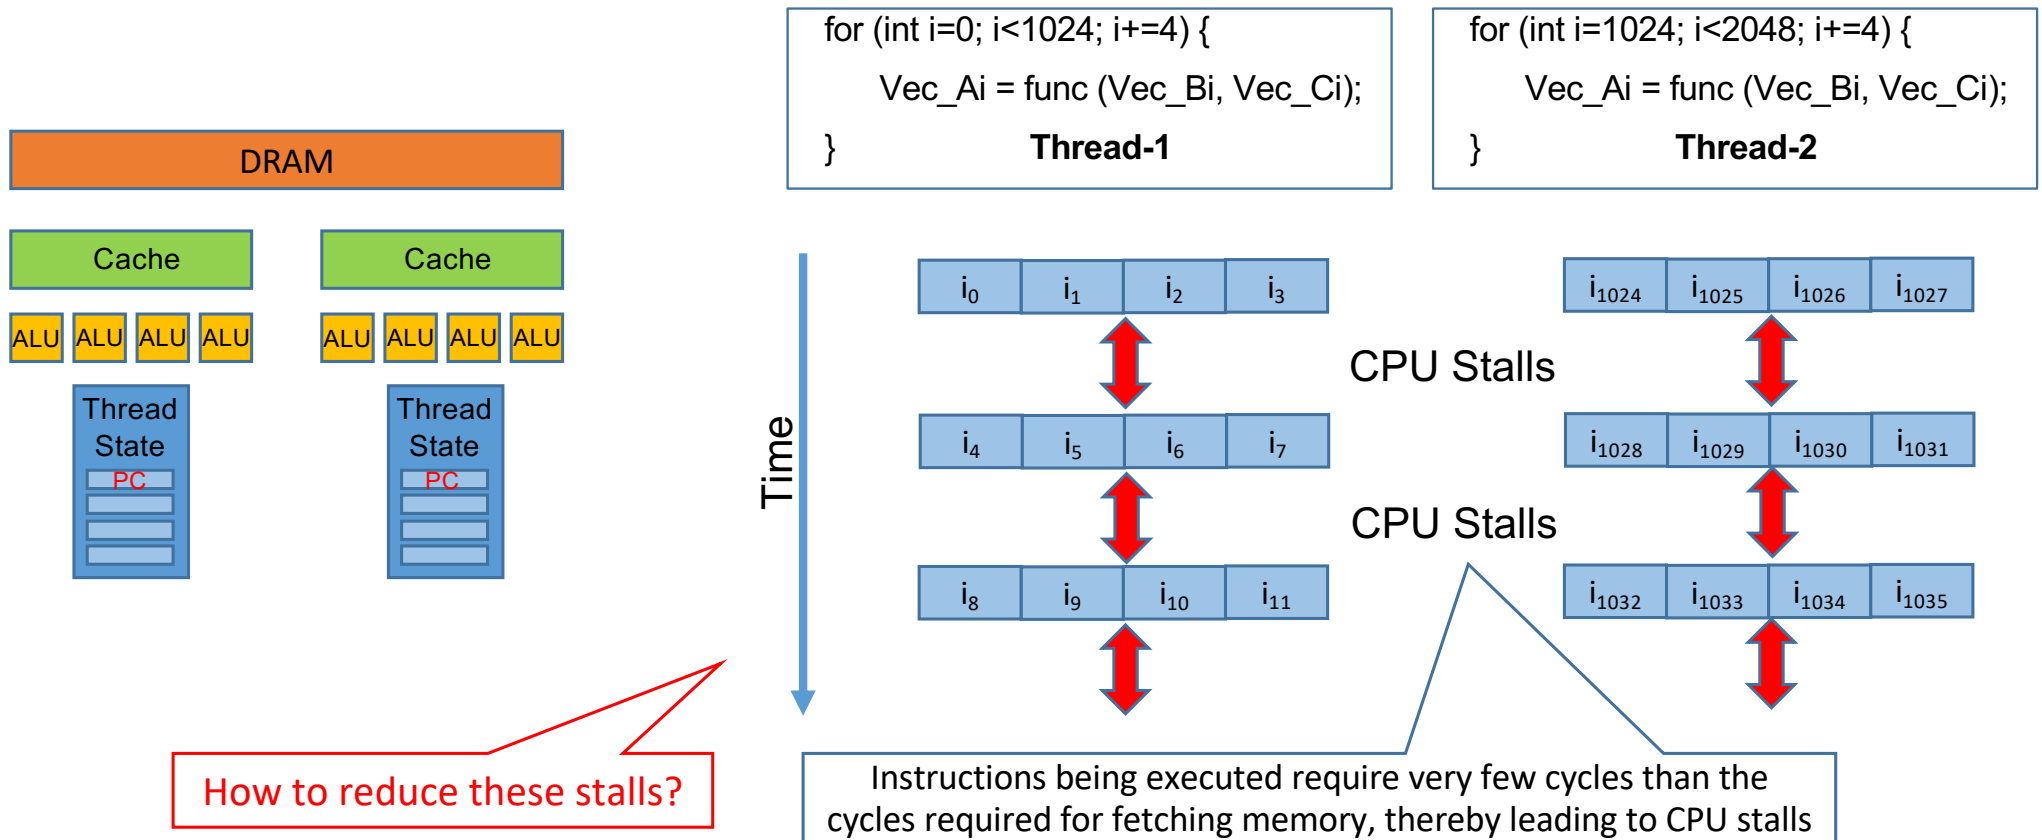 for (int i=0; i<1024; i+=4) {
Vec_Ai = func (Vec_Bi, Vec_Ci);
} Thread-1
for (int i=1024; i<2048; i+=4) {
Vec_Ai = func (Vec_Bi, Vec_Ci);
} Thread-2
DRAM
Cache Cache
ALU ALU ALU ALU ALU ALU ALU ALU
Thread
State
PC
Thread
State
PC
Time
i0 i1 i2 i3
i1024 i1025 i1026 i1027
CPU Stalls
i4 i5 i6 i7
i1028 i1029 i1030 i1031
CPU Stalls
i8 i9 i10 i11
i1032 i1033 i1034 i1035
How to reduce these stalls?
Instructions being executed require very few cycles than the
cycles required for fetching memory, thereby leading to CPU stalls